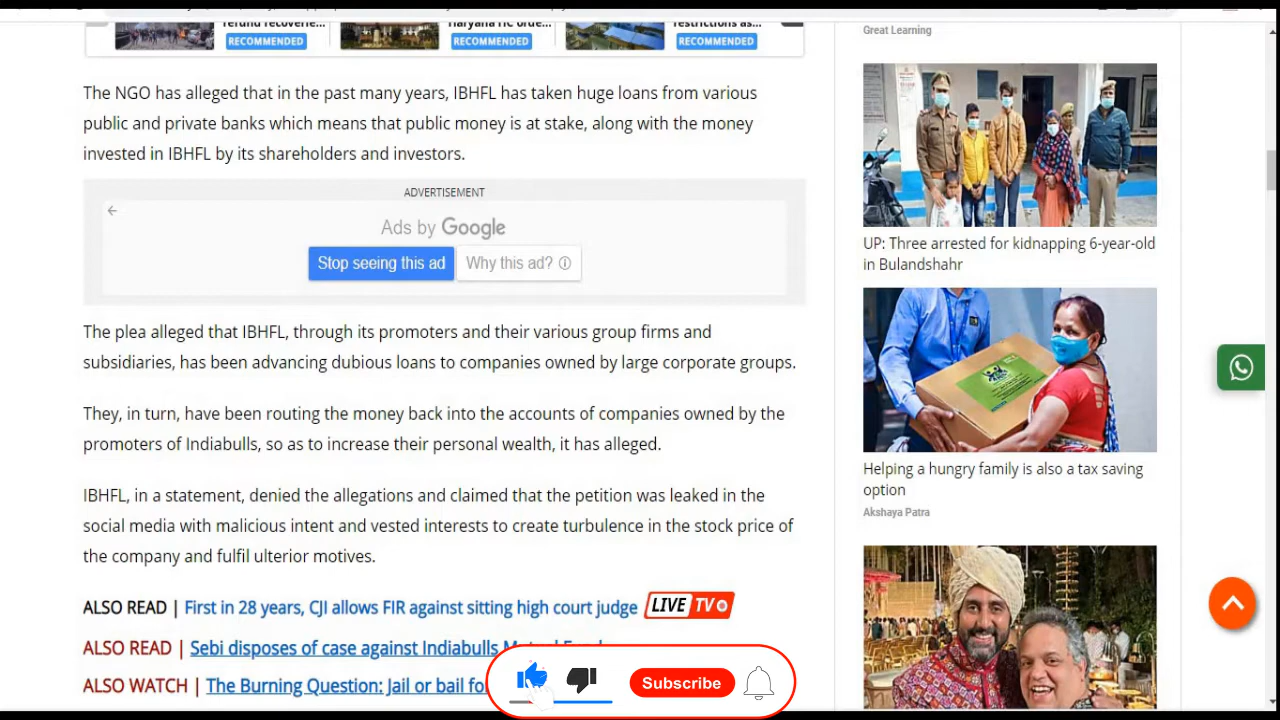 refund recoverie...
Haryana HC orde...
restrictions as...
RECOMMENDED
RECOMMENDED
RECOMMENDED
The NGO has alleged that in the past many years, IBHFL has taken huge loans from various
public and private banks which means that public money is at stake, along with the money
invested in IBHFL by its shareholders and investors.
ADVERTISEMENT
Ads by Google
Stop seeing this ad
Why this ad?
The plea alleged that IBHFL, through its promoters and their various group firms and
subsidiaries, has been advancing dubious loans to companies owned by large corporate groups.
They, in turn, have been routing the money back into the accounts of companies owned by the
promoters of Indiabulls, so as to increase their personal wealth, it has alleged.
IBHFL, in a statement, denied the allegations and claimed that the petition was leaked in the
social media with malicious intent and vested interests to create turbulence in the stock price of
the company and fulfil ulterior motives.
ALSO READ | First in 28 years, CJI allows FIR against sitting high court judge
LIVE TV
ALSO READ | Sebi disposes of case against Indiabulls
ALSO WATCH | The Burning Question: Jail or bail fo
Subscribe
Great Learning
UP: Three arrested for kidnapping 6-year-old
in Bulandshahr
Helping a hungry family is also a tax saving
option
Akshaya Patra